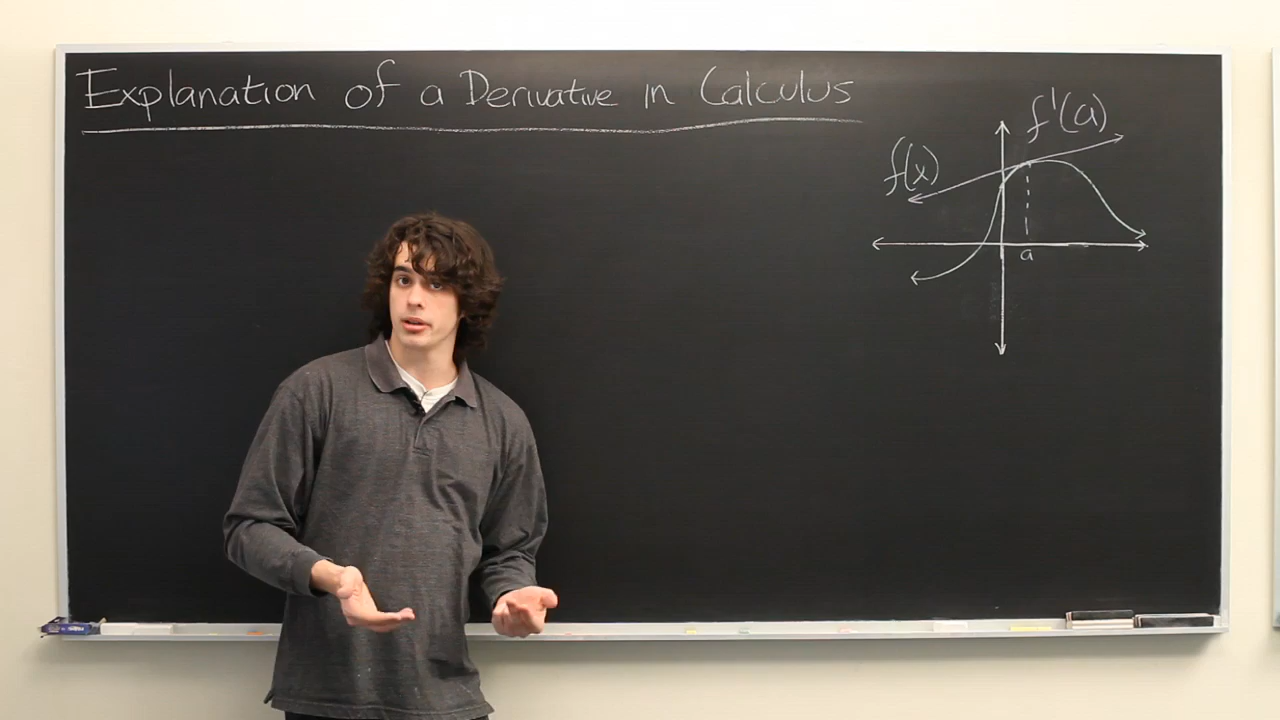 Explanation of a Derivative in Calculus
f'(a)
f(x)
a